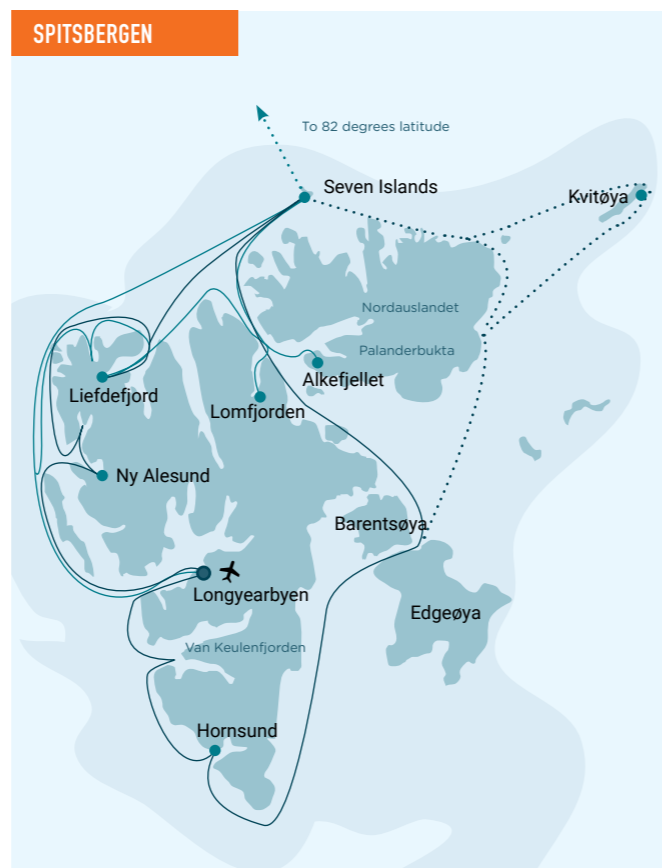 SPITSBERGEN
To 82 degrees latitude
Seven Islands
Kvitøya
Nordauslandet
Palanderbukta
Alkefjellet
Liefdefjord
Lomfjorden
Ny Alesund
Barentsøya
Longyearbyen
Edgeøya
Van Keulenfjorden
Hornsund